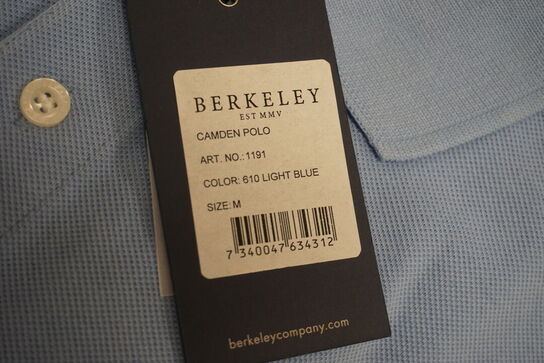 BERKELEY
EST MMV
CAMDEN POLO
ART. NO.:1191
COLOR: 610 LIGHT BLUE
SIZE: M
7 340047 634312
berkeleycompany.com